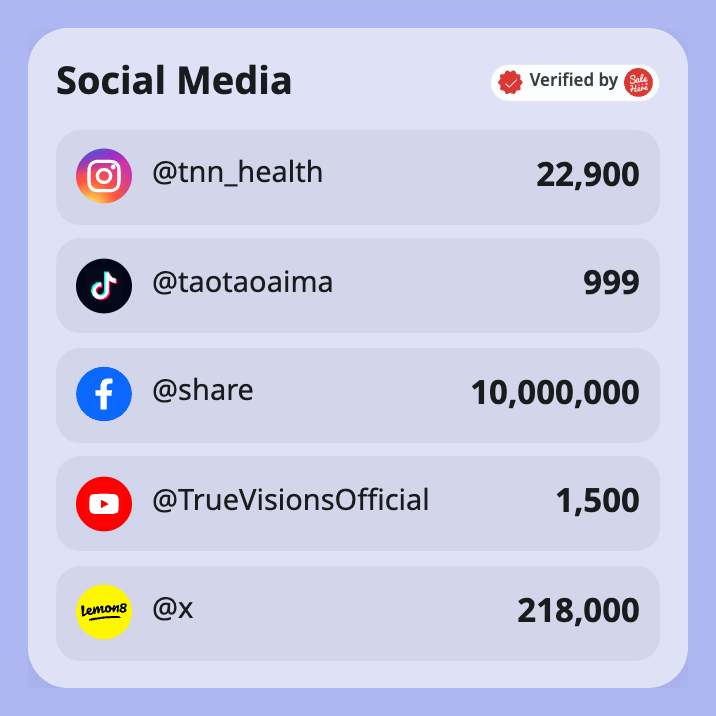 Social Media
Verified by Sale Here
@tnn_health 22,900
@taotaoaima 999
@share 10,000,000
@TrueVisionsOfficial 1,500
Lemon8 @x 218,000